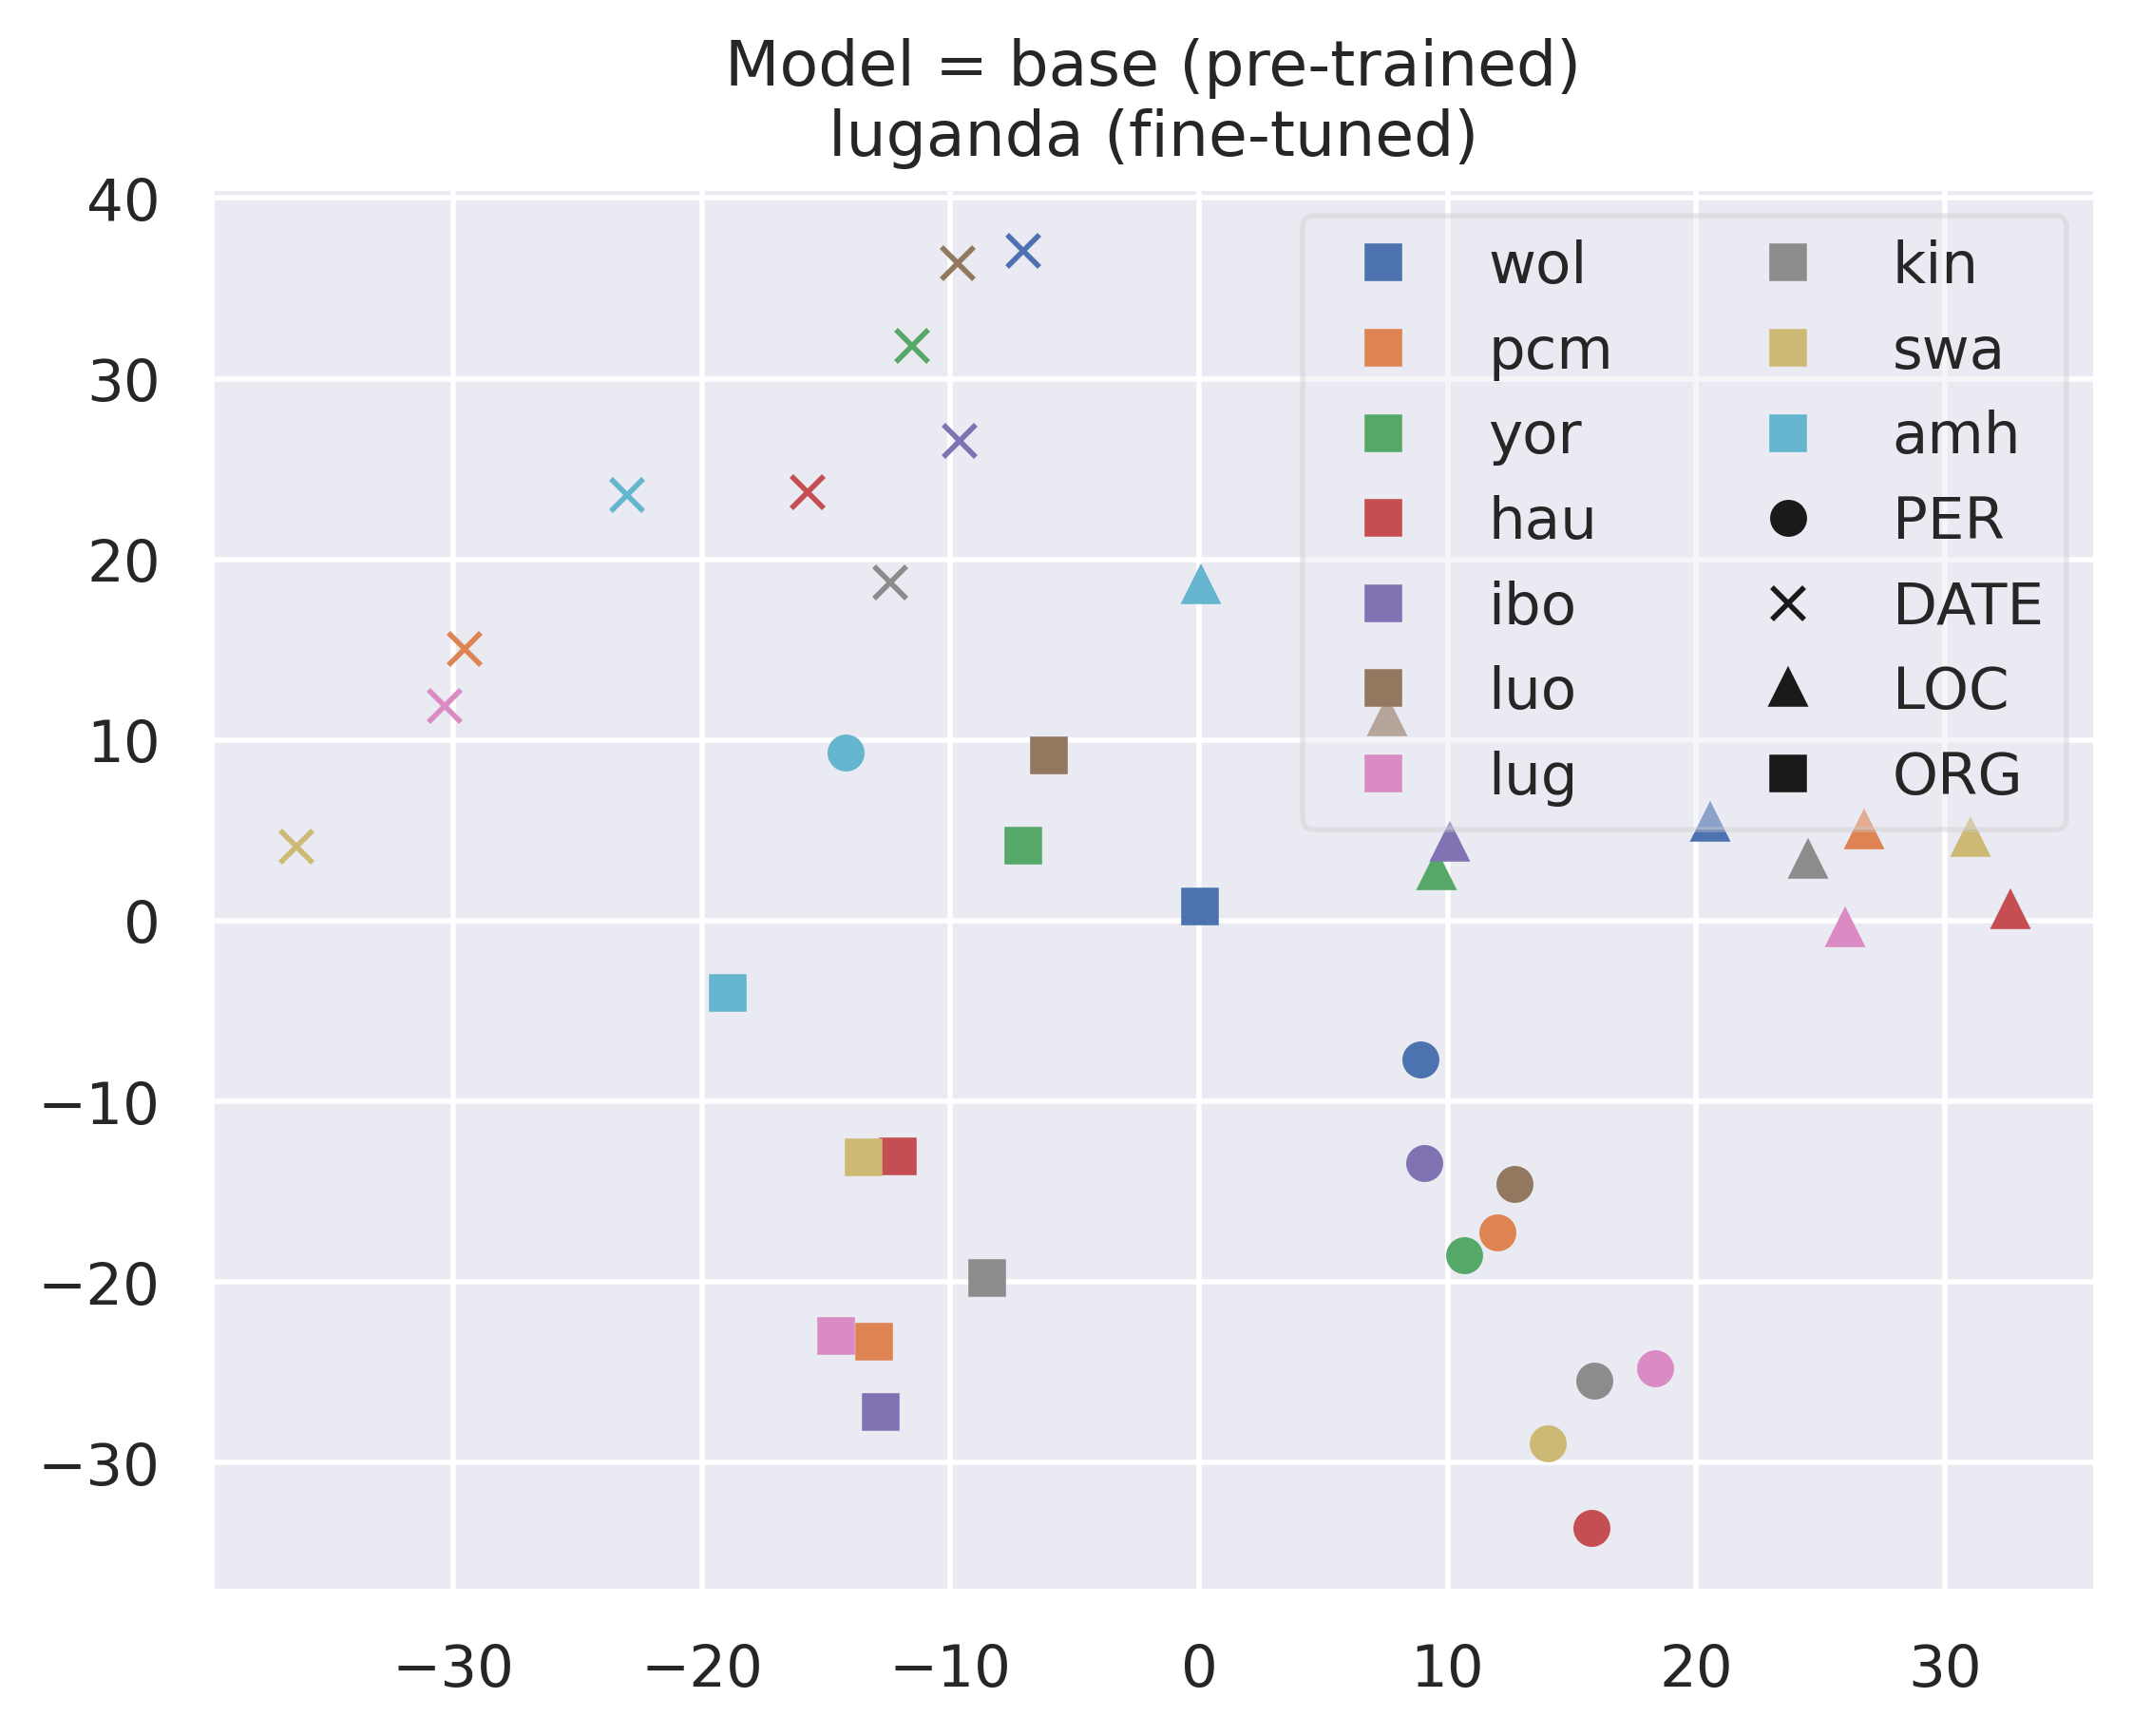 Model = base (pre-trained)
luganda (fine-tuned)
40
30
20
10
0
−10
−20
−30
wol
pcm
yor
hau
ibo
luo
lug
kin
swa
amh
PER
DATE
LOC
ORG
−30 −20 −10 0 10 20 30